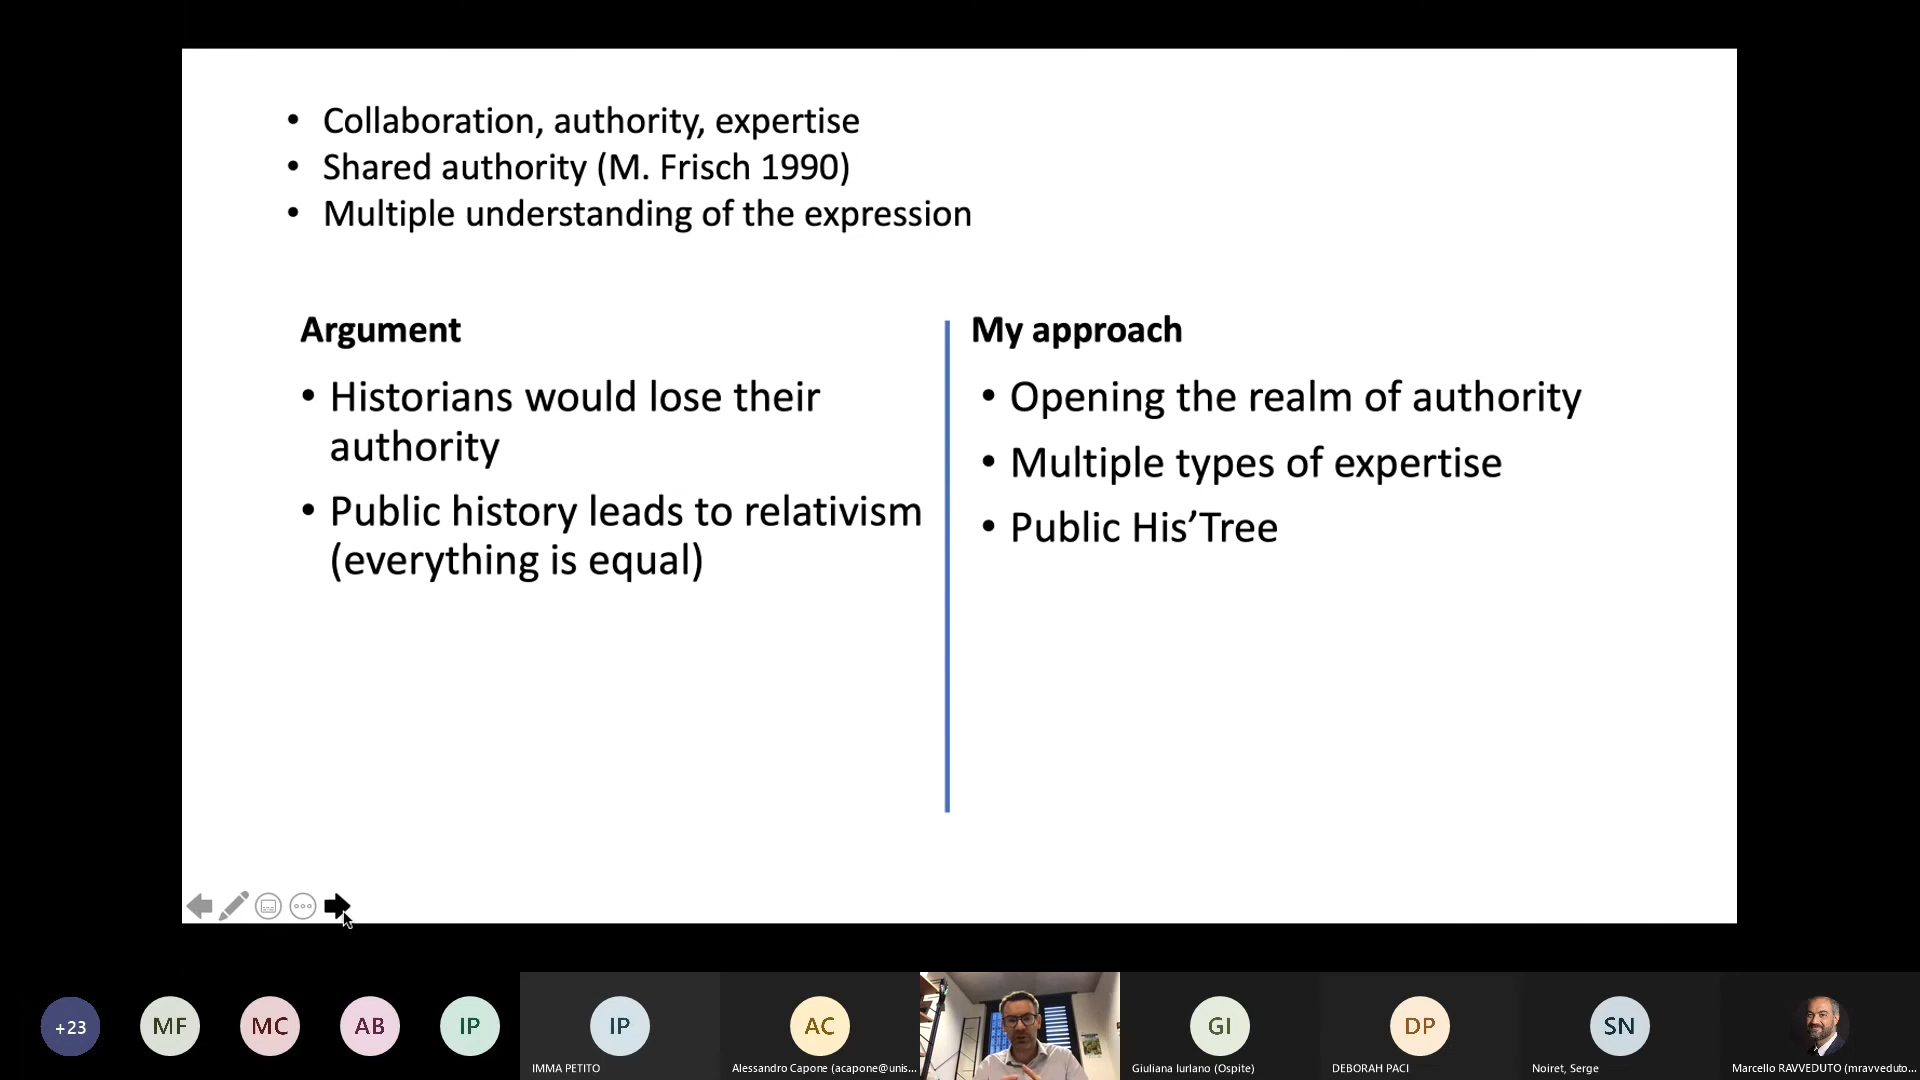 • Collaboration, authority, expertise
• Shared authority (M. Frisch 1990)
• Multiple understanding of the expression
Argument
• Historians would lose their
authority
• Public history leads to relativism
(everything is equal)
My approach
• Opening the realm of authority
• Multiple types of expertise
• Public His’Tree
+23
MF
MC
AB
IP
IP
IMMA PETITO
AC
Alessandro Capone (acapone@unis...
GI
Giuliana Iurlano (Ospite)
DP
DEBORAH PACI
SN
Noiret, Serge
Marcello RAVVEDUTO (mravveduto...